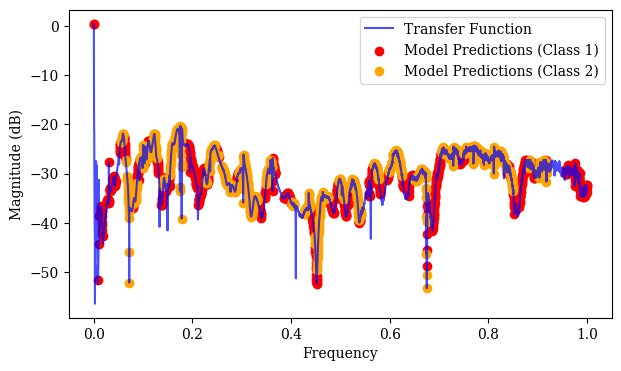 Transfer Function
Model Predictions (Class 1)
Model Predictions (Class 2)
0
−10
−20
−30
−40
−50
Magnitude (dB)
0.0 0.2 0.4 0.6 0.8 1.0
Frequency